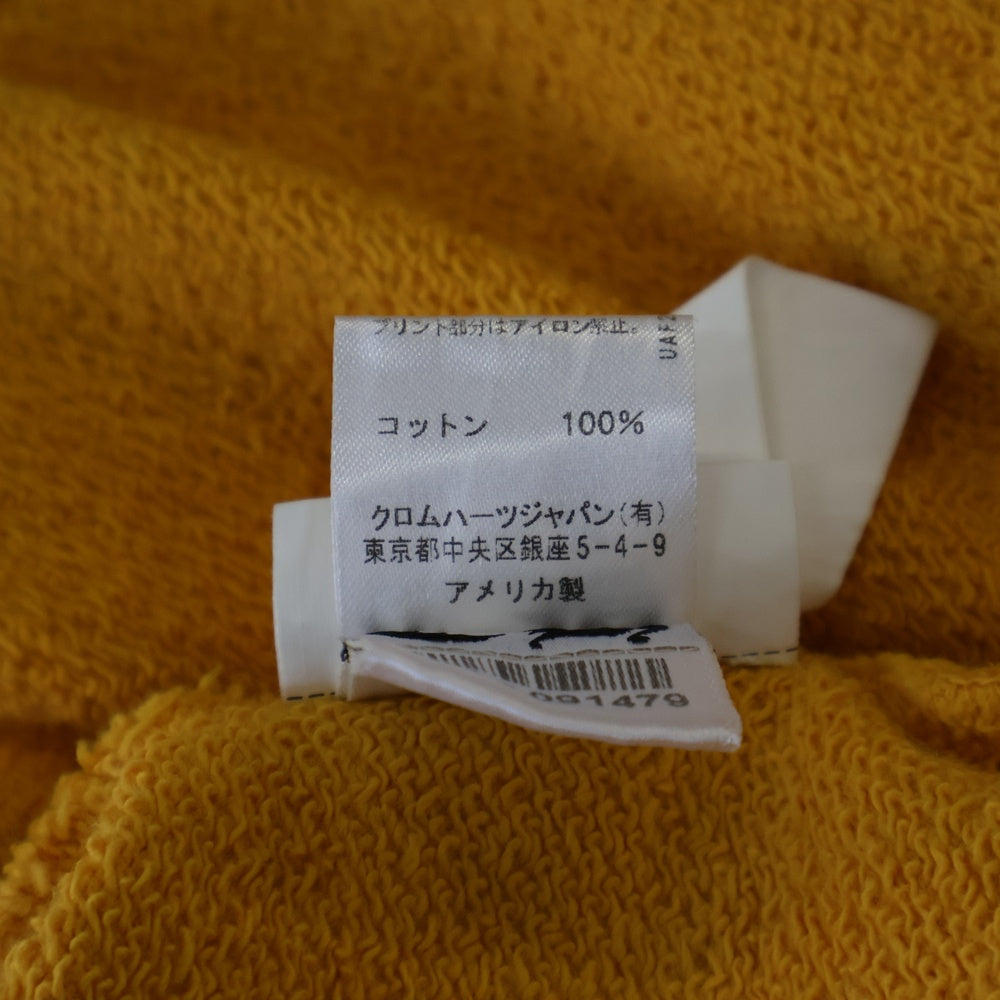 プリント部分はアイロン禁止。
コットン 100%
クロムハーツジャパン(有)
東京都中央区銀座5-4-9
アメリカ製
091479